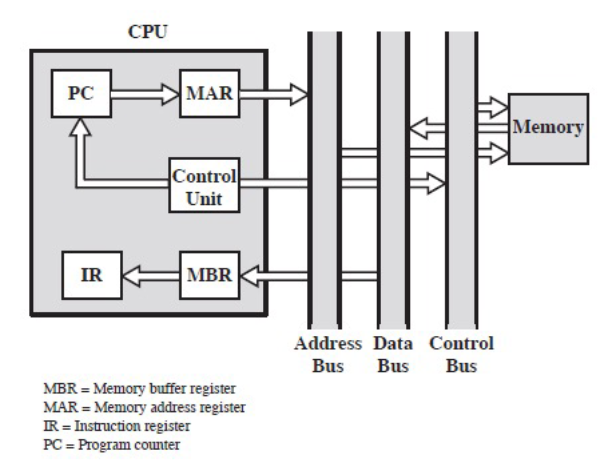 CPU
PC
MAR
Memory
Control
Unit
IR
MBR
Address
Bus
Data
Bus
Control
Bus
MBR = Memory buffer register
MAR = Memory address register
IR = Instruction register
PC = Program counter